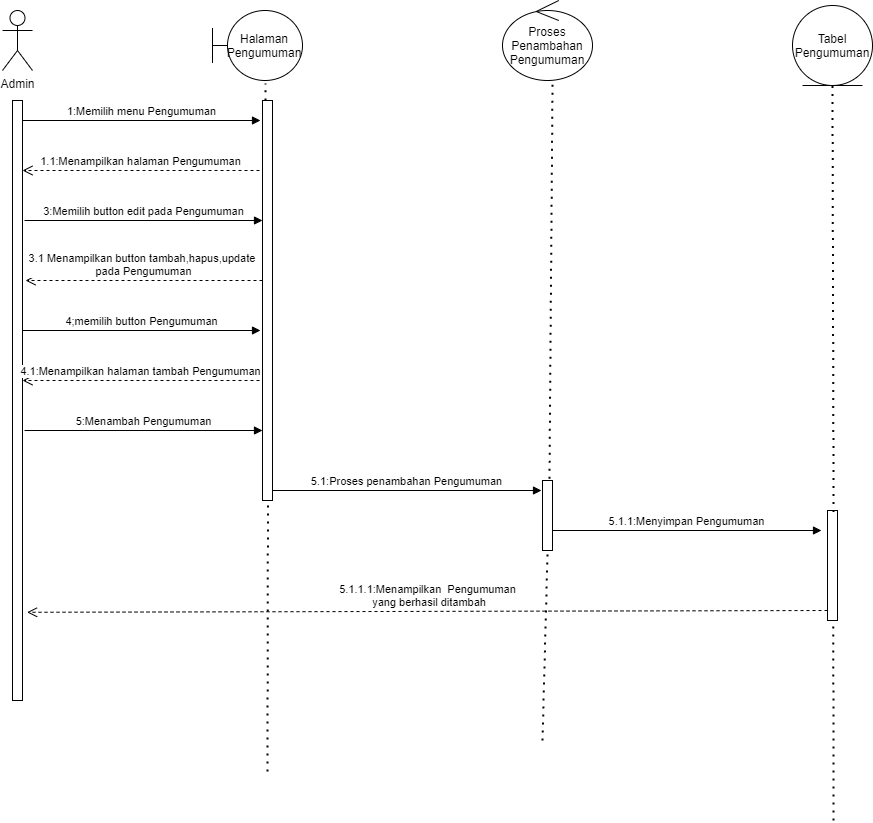 Halaman
Pengumuman
Proses
Penambahan
Pengumuman
Tabel
Pengumuman
Admin
1:Memilih menu Pengumuman
1.1:Menampilkan halaman Pengumuman
3:Memilih button edit pada Pengumuman
3.1 Menampilkan button tambah,hapus,update
pada Pengumuman
4;memilih button Pengumuman
4.1:Menampilkan halaman tambah Pengumuman
5:Menambah Pengumuman
5.1:Proses penambahan Pengumuman
5.1.1:Menyimpan Pengumuman
5.1.1.1:Menampilkan  Pengumuman
yang berhasil ditambah